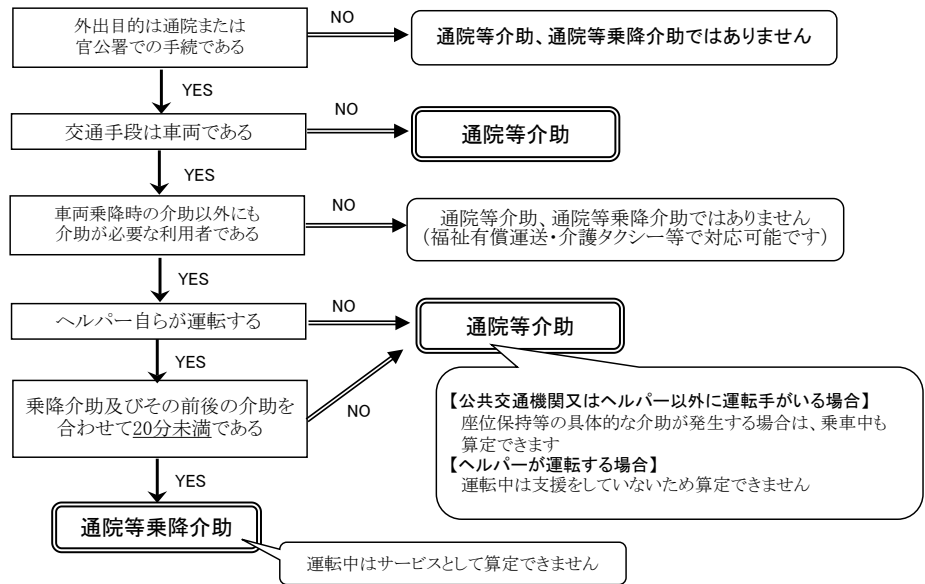 外出目的は通院または
官公署での手続である
NO
通院等介助、通院等乗降介助ではありません
YES
交通手段は車両である
NO
通院等介助
YES
車両乗降時の介助以外にも
介助が必要な利用者である
NO
通院等介助、通院等乗降介助ではありません
（福祉有償運送・介護タクシー等で対応可能です）
YES
ヘルパー自らが運転する
NO
通院等介助
YES
乗降介助及びその前後の介助を
合わせて20分未満である
NO
【公共交通機関又はヘルパー以外に運転手がいる場合】
座位保持等の具体的な介助が発生する場合は、乗車中も
算定できます
【ヘルパーが運転する場合】
運転中は支援をしていないため算定できません
YES
通院等乗降介助
運転中はサービスとして算定できません